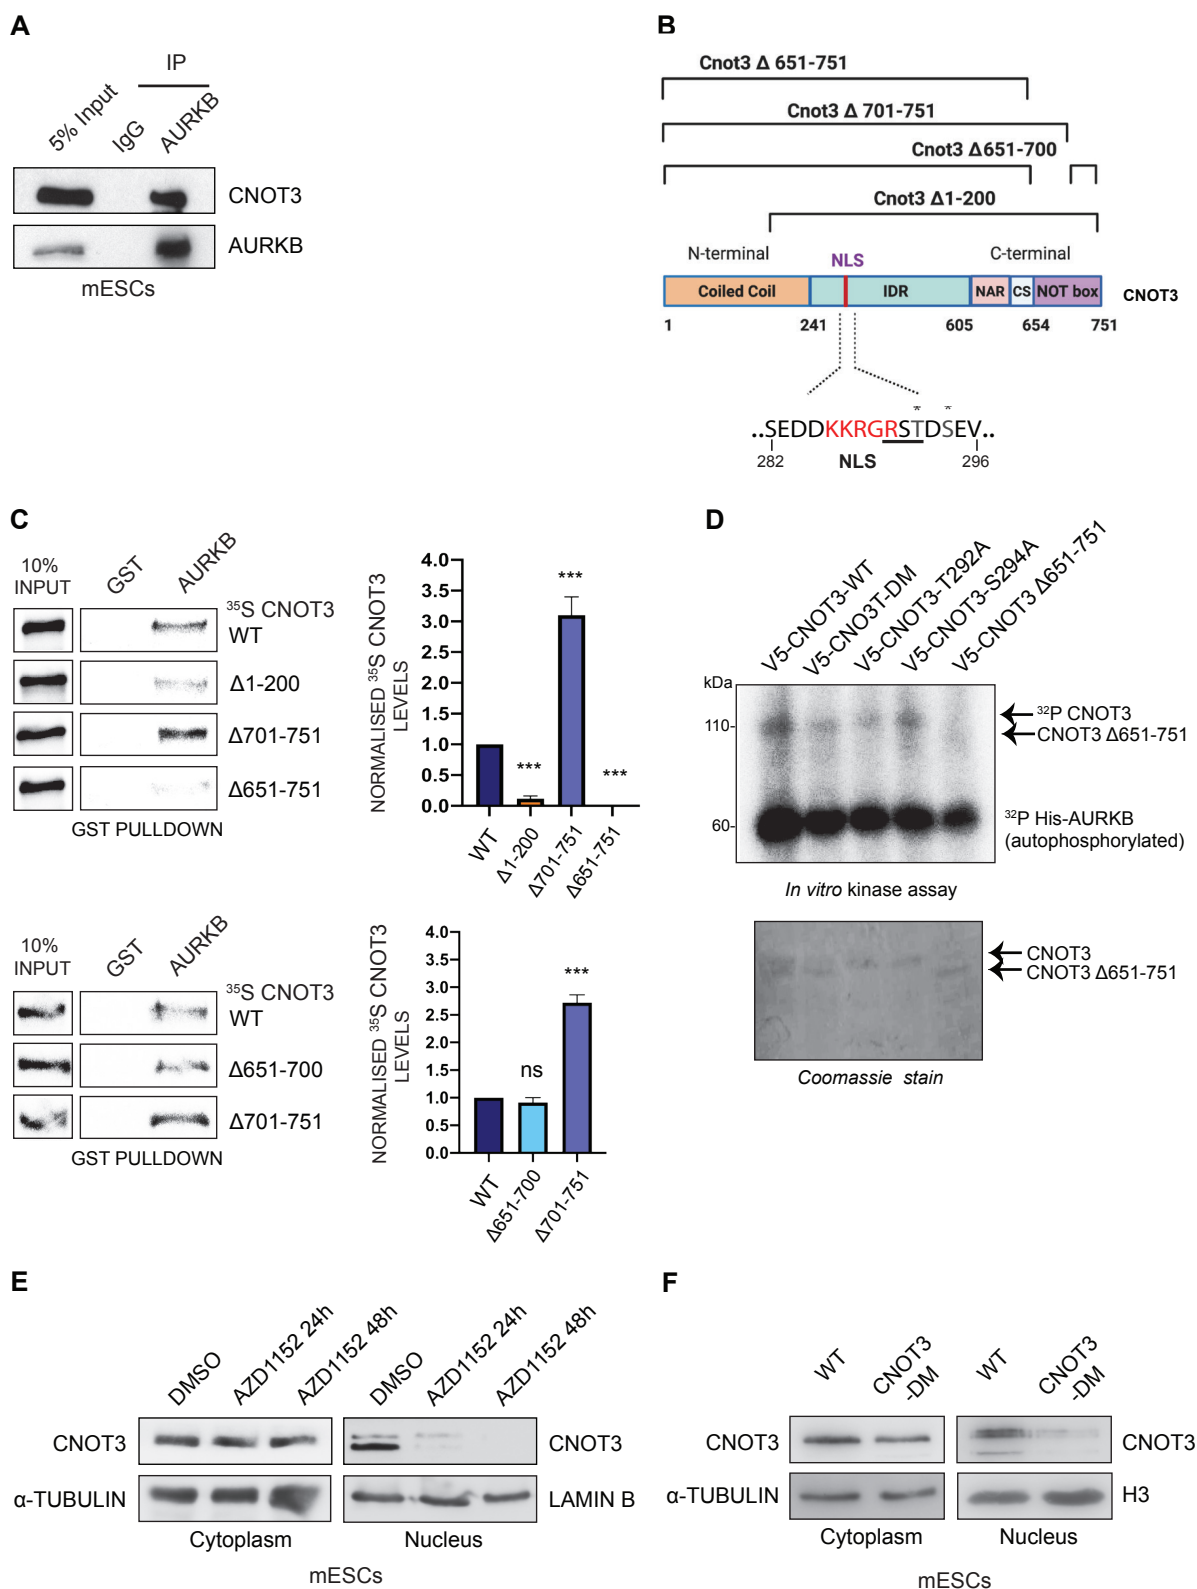 A
IP
5% Input
IgG
AURKB
CNOT3
AURKB
mESCs
B
Cnot3 Δ 651-751
Cnot3 Δ 701-751
Cnot3 Δ651-700
Cnot3 Δ1-200
N-terminal
NLS
C-terminal
Coiled Coil
IDR
NAR
CS
NOT box
CNOT3
1
241
605
654
751
* *
..SEDDKKRGRSTDSEV..
282
NLS
296
C
10%
INPUT
GST
AURKB
35S CNOT3
WT
Δ1-200
Δ701-751
Δ651-751
GST PULLDOWN
NORMALISED 35S CNOT3
LEVELS
4.0
3.5
3.0
2.5
2.0
1.5
1.0
0.5
0.0
***
***
***
WT
Δ1-200
Δ701-751
Δ651-751
10%
INPUT
GST
AURKB
35S CNOT3
WT
Δ651-700
Δ701-751
GST PULLDOWN
NORMALISED 35S CNOT3
LEVELS
4.0
3.5
3.0
2.5
2.0
1.5
1.0
0.5
0.0
ns
***
WT
Δ651-700
Δ701-751
D
V5-CNOT3-WT
V5-CNO3T-DM
V5-CNOT3-T292A
V5-CNOT3-S294A
V5-CNOT3 Δ651-751
kDa
110-
60-
32P CNOT3
CNOT3 Δ651-751
32P His-AURKB
(autophosphorylated)
In vitro kinase assay
CNOT3
CNOT3 Δ651-751
Coomassie stain
E
DMSO
AZD1152 24h
AZD1152 48h
DMSO
AZD1152 24h
AZD1152 48h
CNOT3
CNOT3
α-TUBULIN
LAMIN B
Cytoplasm
Nucleus
mESCs
F
WT
CNOT3
-DM
WT
CNOT3
-DM
CNOT3
CNOT3
α-TUBULIN
H3
Cytoplasm
Nucleus
mESCs